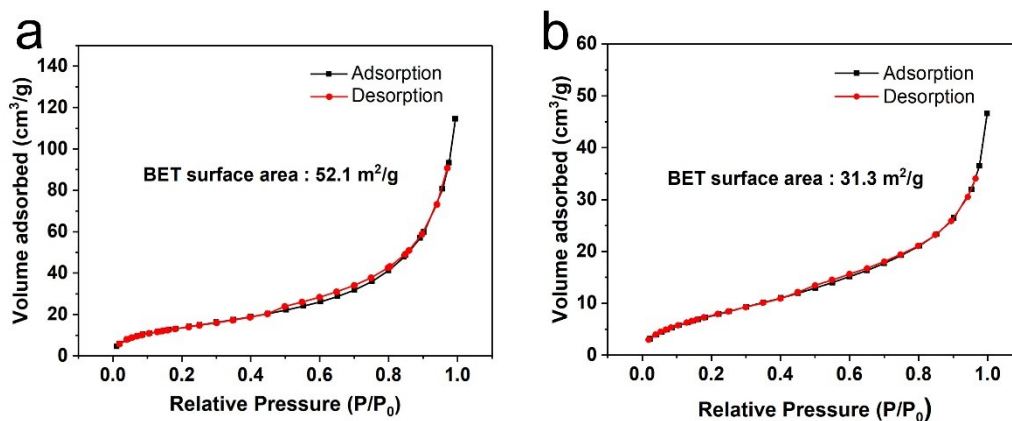 a
Volume adsorbed (cm³/g)
140
120
100
80
60
40
20
0
Adsorption
Desorption
BET surface area : 52.1 m²/g
0.0 0.2 0.4 0.6 0.8 1.0
Relative Pressure (P/P₀)
b
Volume adsorbed (cm³/g)
60
50
40
30
20
10
0
Adsorption
Desorption
BET surface area : 31.3 m²/g
0.0 0.2 0.4 0.6 0.8 1.0
Relative Pressure (P/P₀)